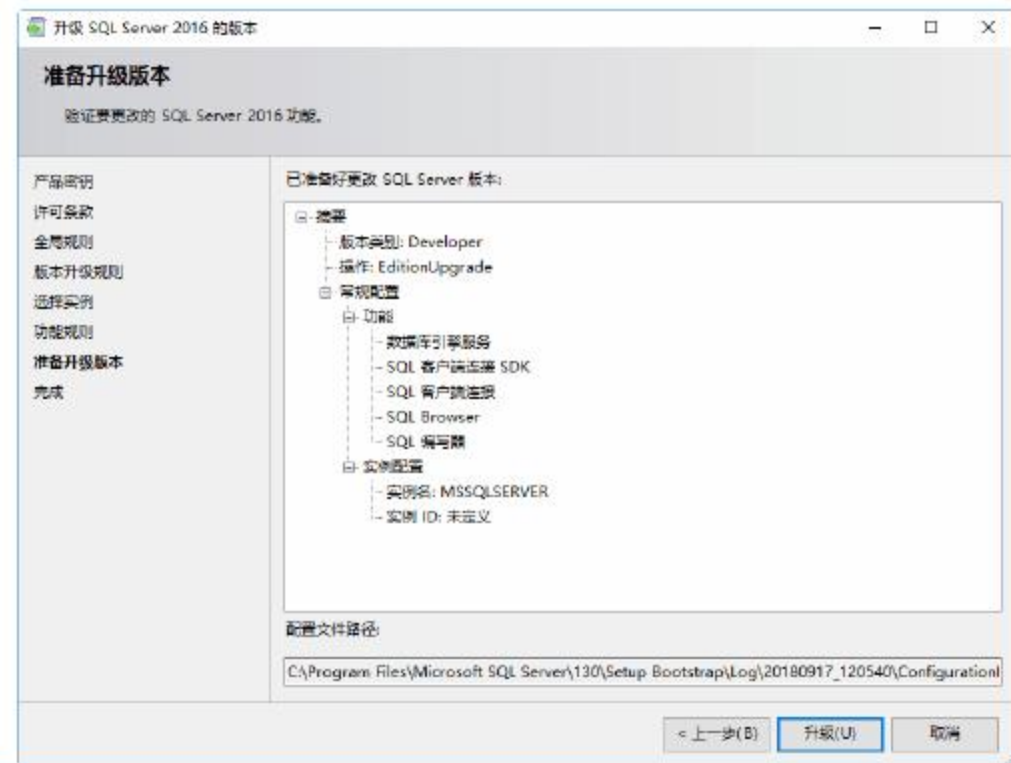 升级 SQL Server 2016 的版本
准备升级版本
验证要更改的 SQL Server 2016 功能。
产品密钥
许可条款
全局规则
版本升级规则
选择实例
功能规则
准备升级版本
完成
已准备好更改 SQL Server 版本:
摘要
版本类别: Developer
操作: EditionUpgrade
常规配置
功能
数据库引擎服务
SQL 客户端连接 SDK
SQL 客户端连接
SQL Browser
SQL 编写器
实例配置
实例名: MSSQLSERVER
实例 ID: 未定义
配置文件路径:
C:\Program Files\Microsoft SQL Server\130\Setup Bootstrap\Log\20180917_120540\ConfigurationI
< 上一步(B)
升级(U)
取消